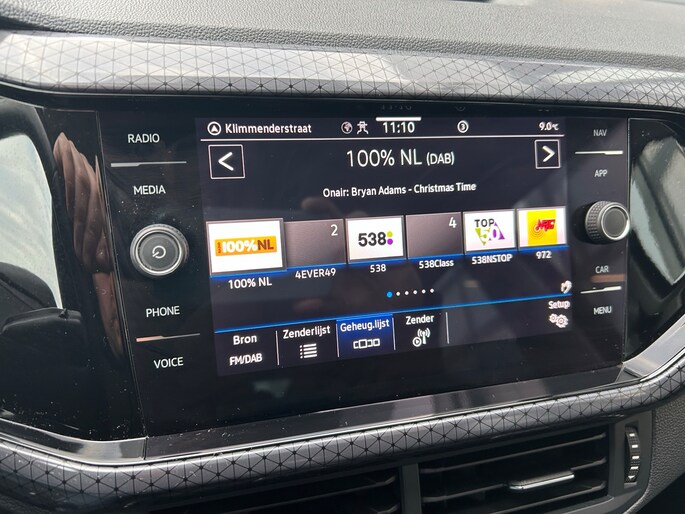 RADIO
MEDIA
PHONE
VOICE
Klimmenderstraat 11:10 3 9.0°C
100% NL (DAB)
Onair: Bryan Adams - Christmas Time
100%NL 2 538 4 TOP 50
100% NL 4EVER49 538 538Class 538NSTOP 972
Setup
Bron Zenderlijst Geheug.lijst Zender
FM/DAB
NAV
APP
CAR
MENU